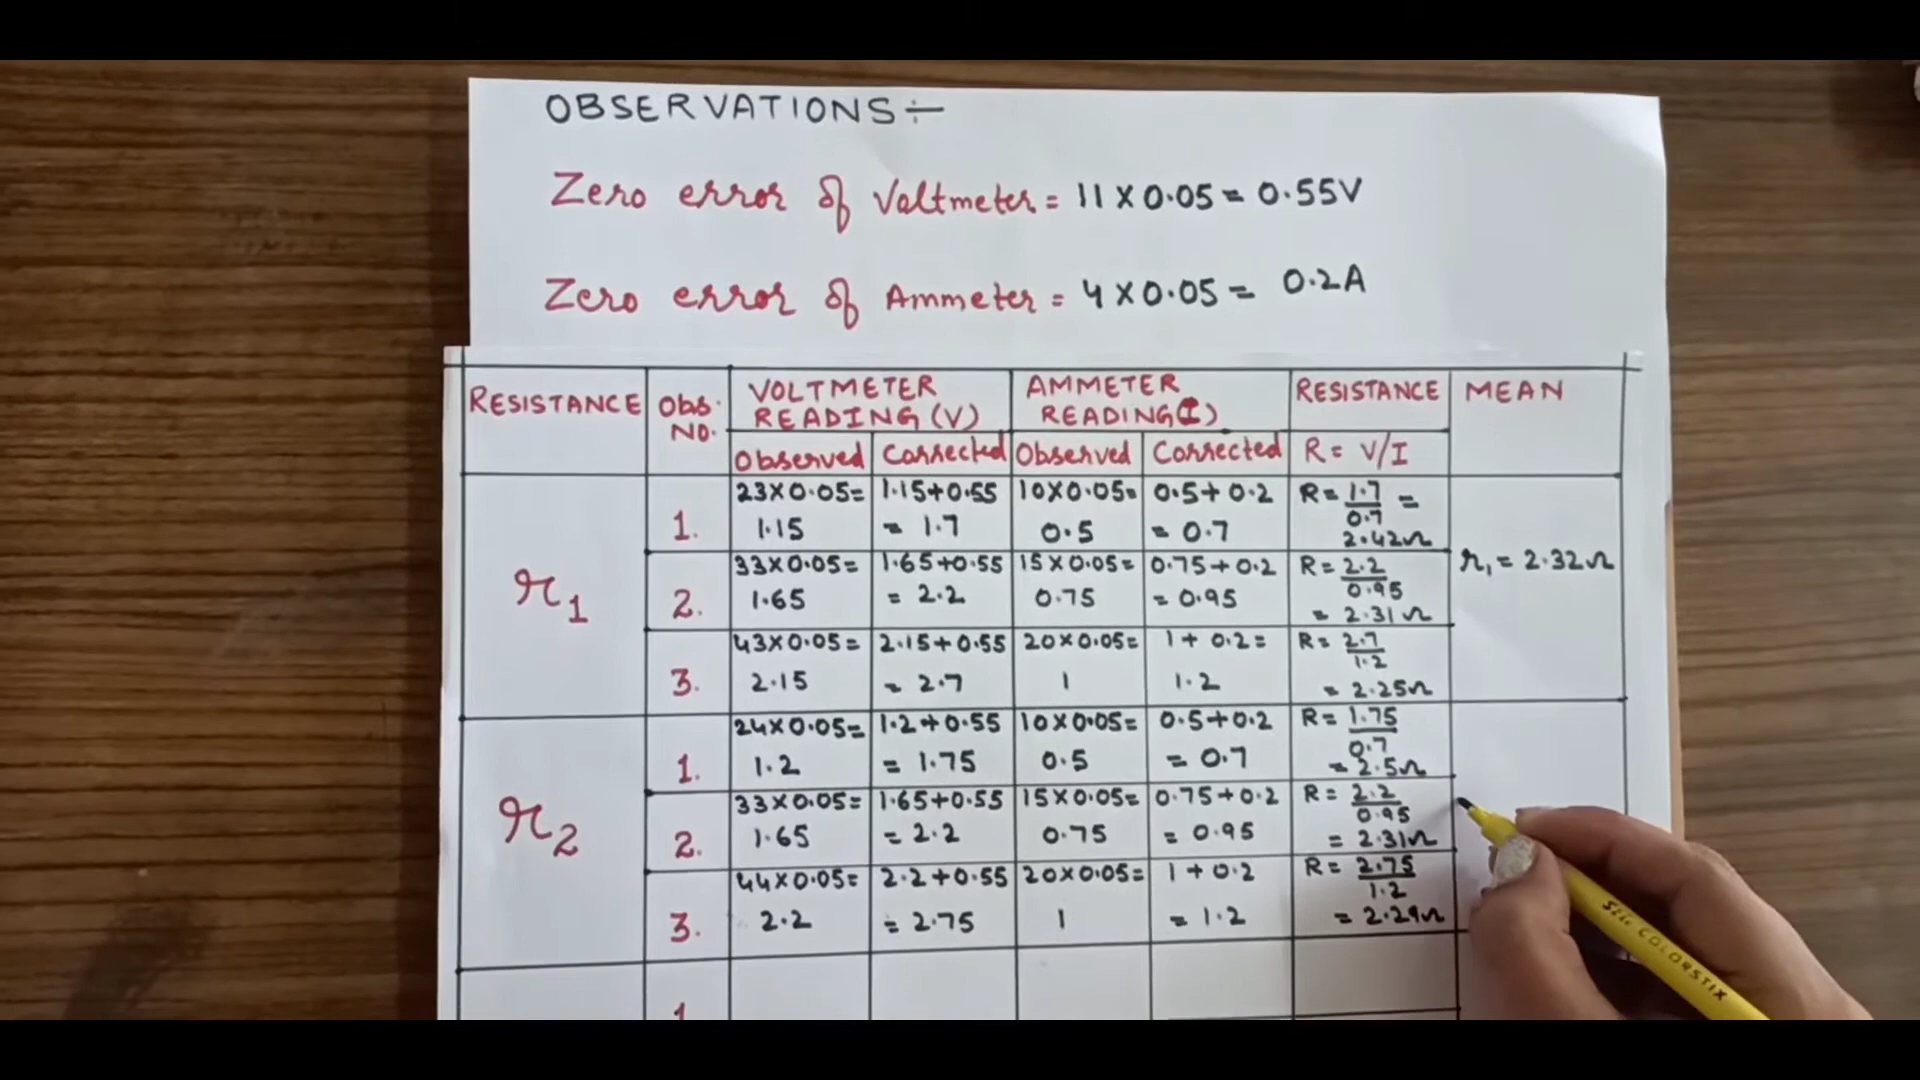 OBSERVATIONS ÷
Zero error of Voltmeter = 11 X 0.05 = 0.55V
Zero error of Ammeter = 4 X 0.05 = 0.2A
RESISTANCE
Obs. NO.
VOLTMETER READING (V)
AMMETER READING(I)
RESISTANCE
MEAN
Observed Corrected Observed Corrected R = V/I
r1
1.
23X0.05= 1.15
1.15+0.55 = 1.7
10X0.05= 0.5
0.5+0.2 = 0.7
R = 1.7/0.7 = 2.42Ω
2.
33X0.05= 1.65
1.65+0.55 = 2.2
15X0.05= 0.75
0.75+0.2 = 0.95
R = 2.2/0.95 = 2.31Ω
r1 = 2.32Ω
3.
43X0.05= 2.15
2.15+0.55 = 2.7
20X0.05= 1
1+0.2= 1.2
R = 2.7/1.2 = 2.25Ω
r2
1.
24X0.05= 1.2
1.2+0.55 = 1.75
10X0.05= 0.5
0.5+0.2 = 0.7
R = 1.75/0.7 = 2.5Ω
2.
33X0.05= 1.65
1.65+0.55 = 2.2
15X0.05= 0.75
0.75+0.2 = 0.95
R = 2.2/0.95 = 2.31Ω
3.
44X0.05= 2.2
2.2+0.55 = 2.75
20X0.05= 1
1+0.2 = 1.2
R = 2.75/1.2 = 2.29Ω
1
COLORSTIX